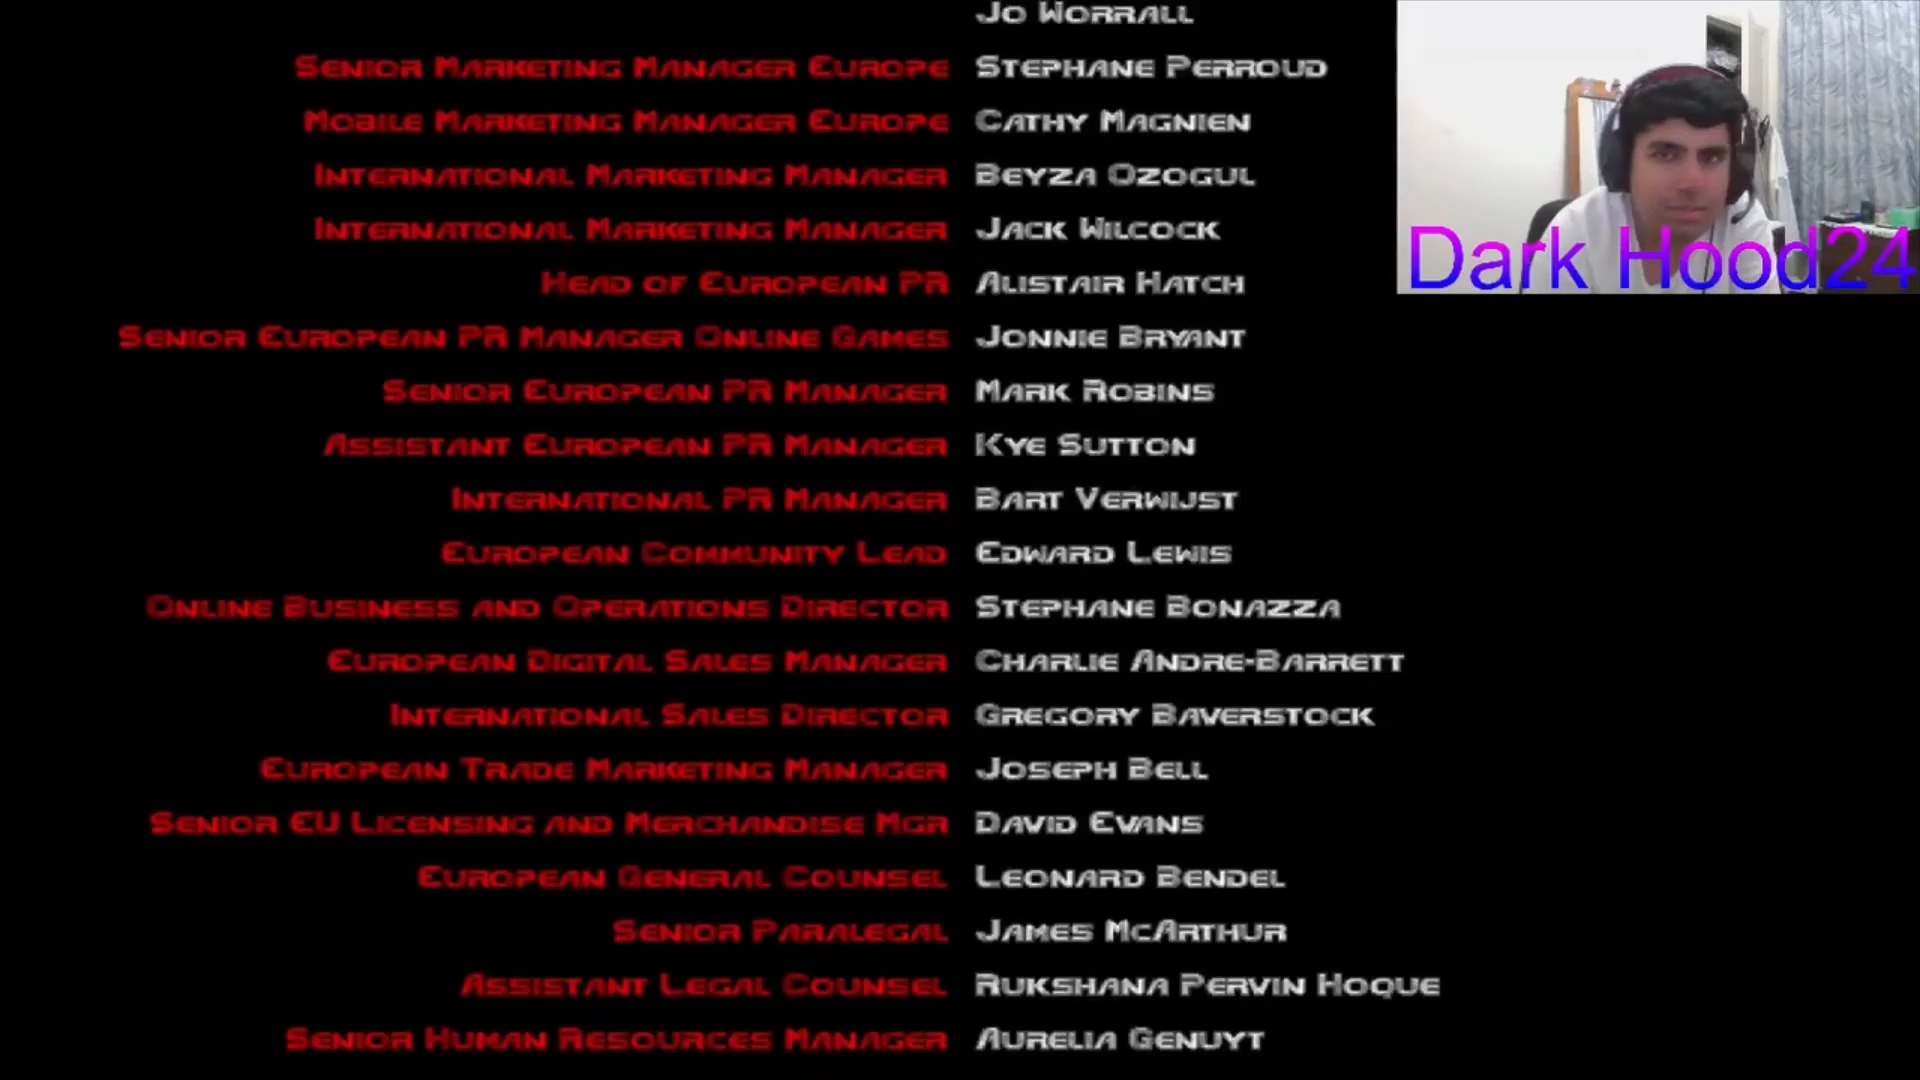 Jo Worrall
Senior Marketing Manager Europe Stephane Perroud
Mobile Marketing Manager Europe Cathy Magnien
International Marketing Manager Beyza Ozogul
International Marketing Manager Jack Wilcock
Head of European PR Alistair Hatch
Senior European PR Manager Online Games Jonnie Bryant
Senior European PR Manager Mark Robins
Assistant European PR Manager Kye Sutton
International PR Manager Bart Verwijst
European Community Lead Edward Lewis
Online Business and Operations Director Stephane Bonazza
European Digital Sales Manager Charlie Andre-Barrett
International Sales Director Gregory Baverstock
European Trade Marketing Manager Joseph Bell
Senior EU Licensing and Merchandise Mgr David Evans
European General Counsel Leonard Bendel
Senior Paralegal James McArthur
Assistant Legal Counsel Rukshana Pervin Hoque
Senior Human Resources Manager Aurelia Genuyt
Dark Hood24